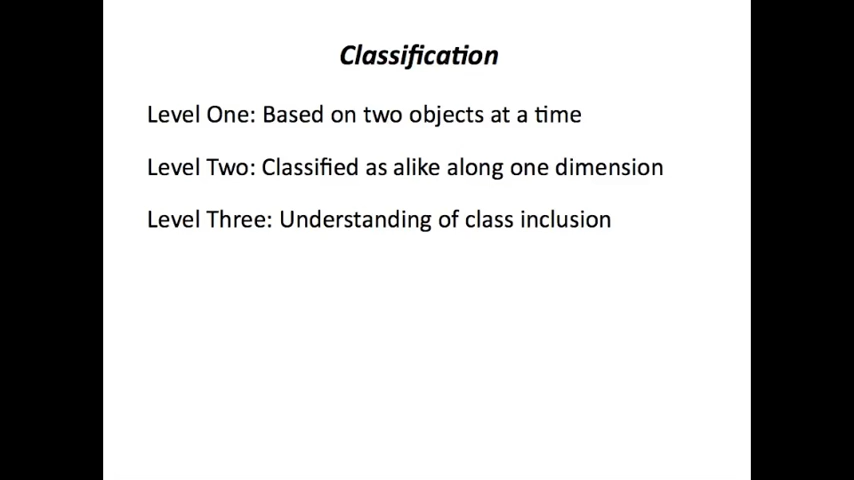 Classification
Level One: Based on two objects at a time
Level Two: Classified as alike along one dimension
Level Three: Understanding of class inclusion